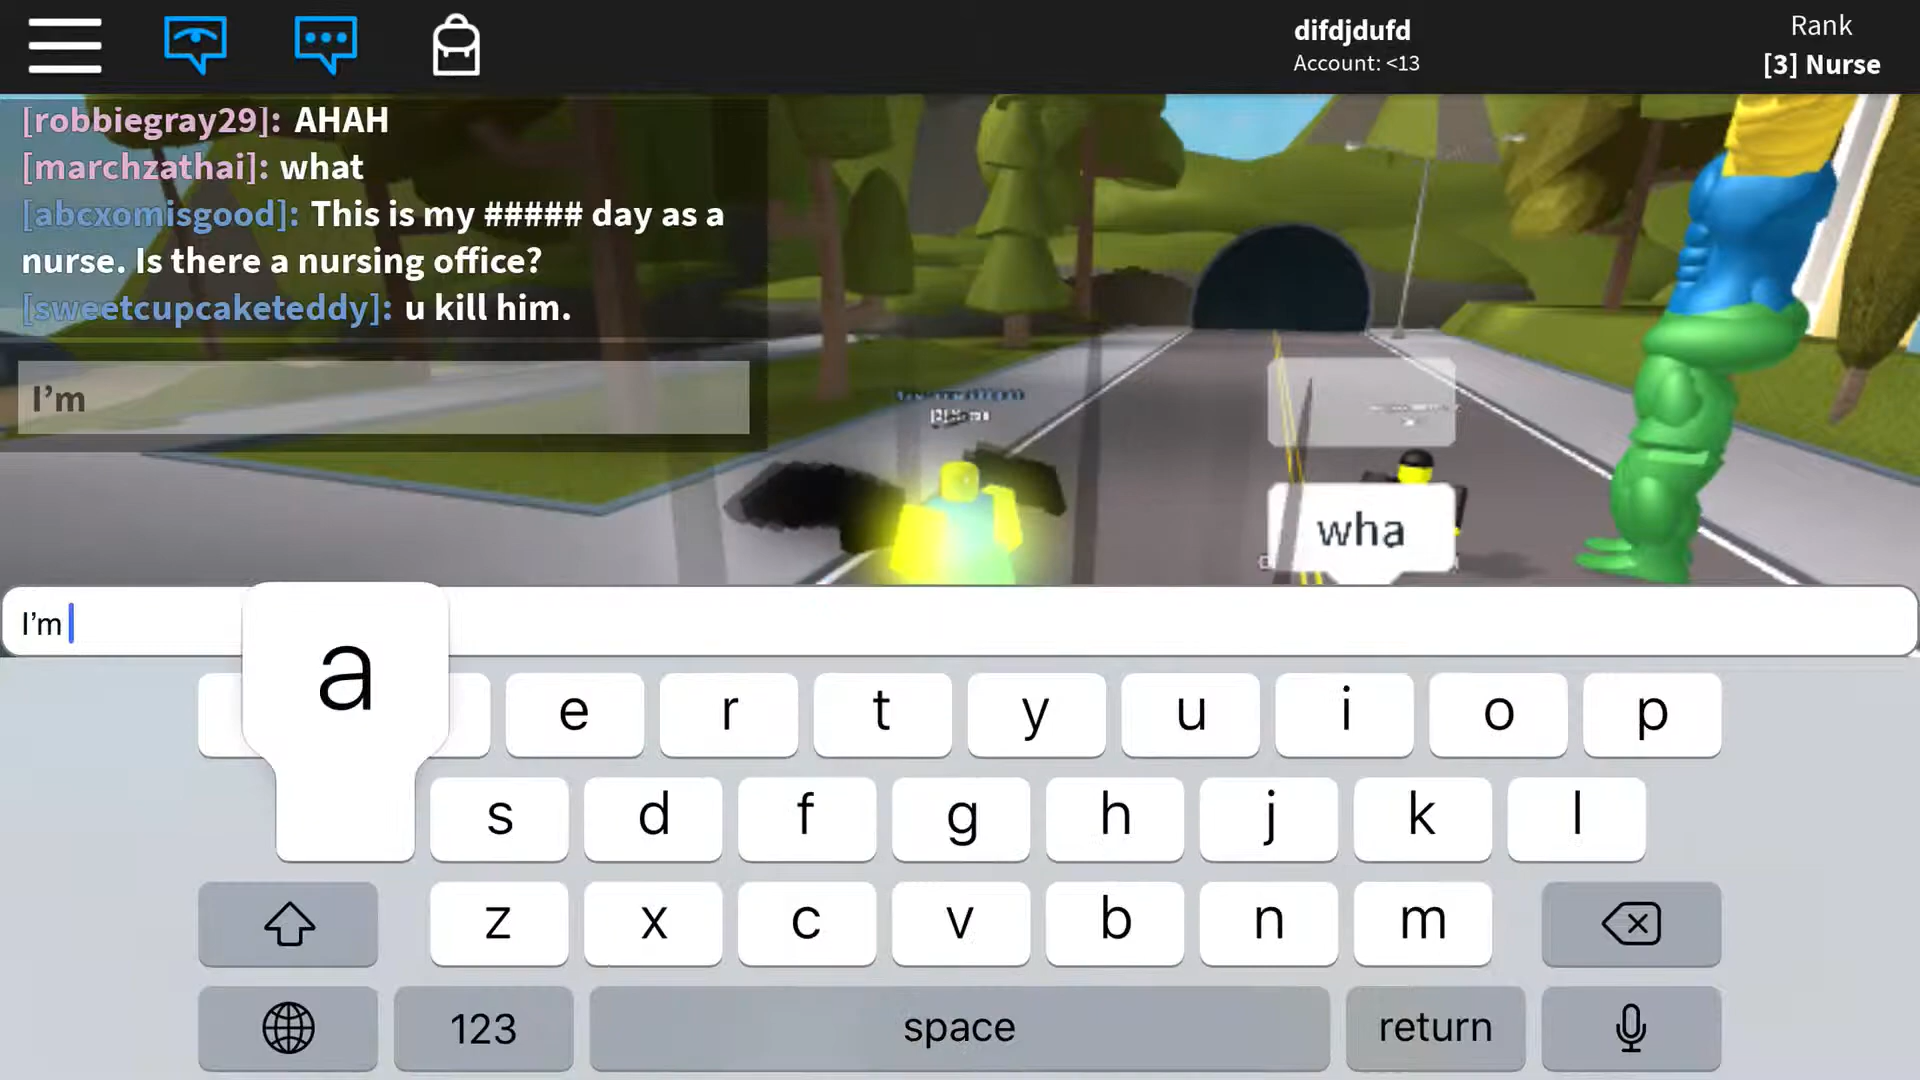 difdjdufd
Account: <13
Rank
[3] Nurse
[robbiegray29]: AHAH
[marchzathai]: what
[abcxomisgood]: This is my ##### day as a
nurse. Is there a nursing office?
[sweetcupcaketeddy]: u kill him.
I'm
wha
I'm
a
e r t y u i o p
s d f g h j k l
z x c v b n m
123 space return